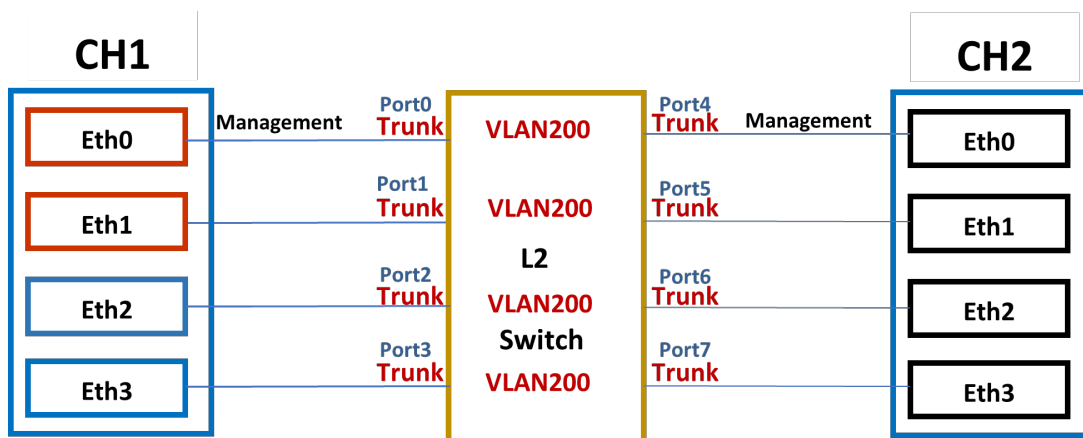 CH1
CH2
Port0
Port4
Management
Trunk
VLAN200
Trunk
Management
Eth0
Eth0
Port1
Port5
Trunk
VLAN200
Trunk
Eth1
Eth1
L2
Port2
Port6
Trunk
VLAN200
Trunk
Eth2
Eth2
Switch
Port3
Port7
Trunk
VLAN200
Trunk
Eth3
Eth3